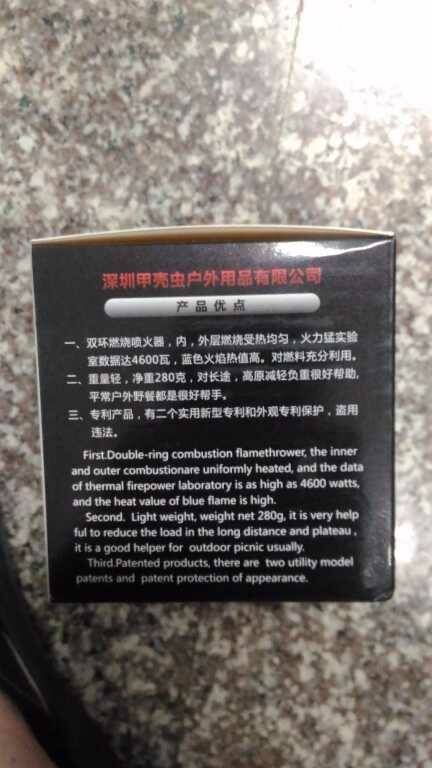 深圳甲壳虫户外用品有限公司
产品优点
一、双环燃烧喷火器，内，外层燃烧受热均匀，火力猛实验
室数据达4600瓦，蓝色火焰热值高。对燃料充分利用。
二、重量轻，净重280克，对长途，高原减轻负重很好帮助，
平常户外野餐都是很好帮手。
三、专利产品，有二个实用新型专利和外观专利保护，盗用
违法。
First.Double-ring combustion flamethrower, the inner
and outer combustionare uniformly heated, and the data
of thermal firepower laboratory is as high as 4600 watts,
and the heat value of blue flame is high.
Second. Light weight, weight net 280g, it is very help
ful to reduce the load in the long distance and plateau ,
it is a good helper for outdoor picnic usually.
Third.Patented products, there are two utility model
patents and patent protection of appearance.